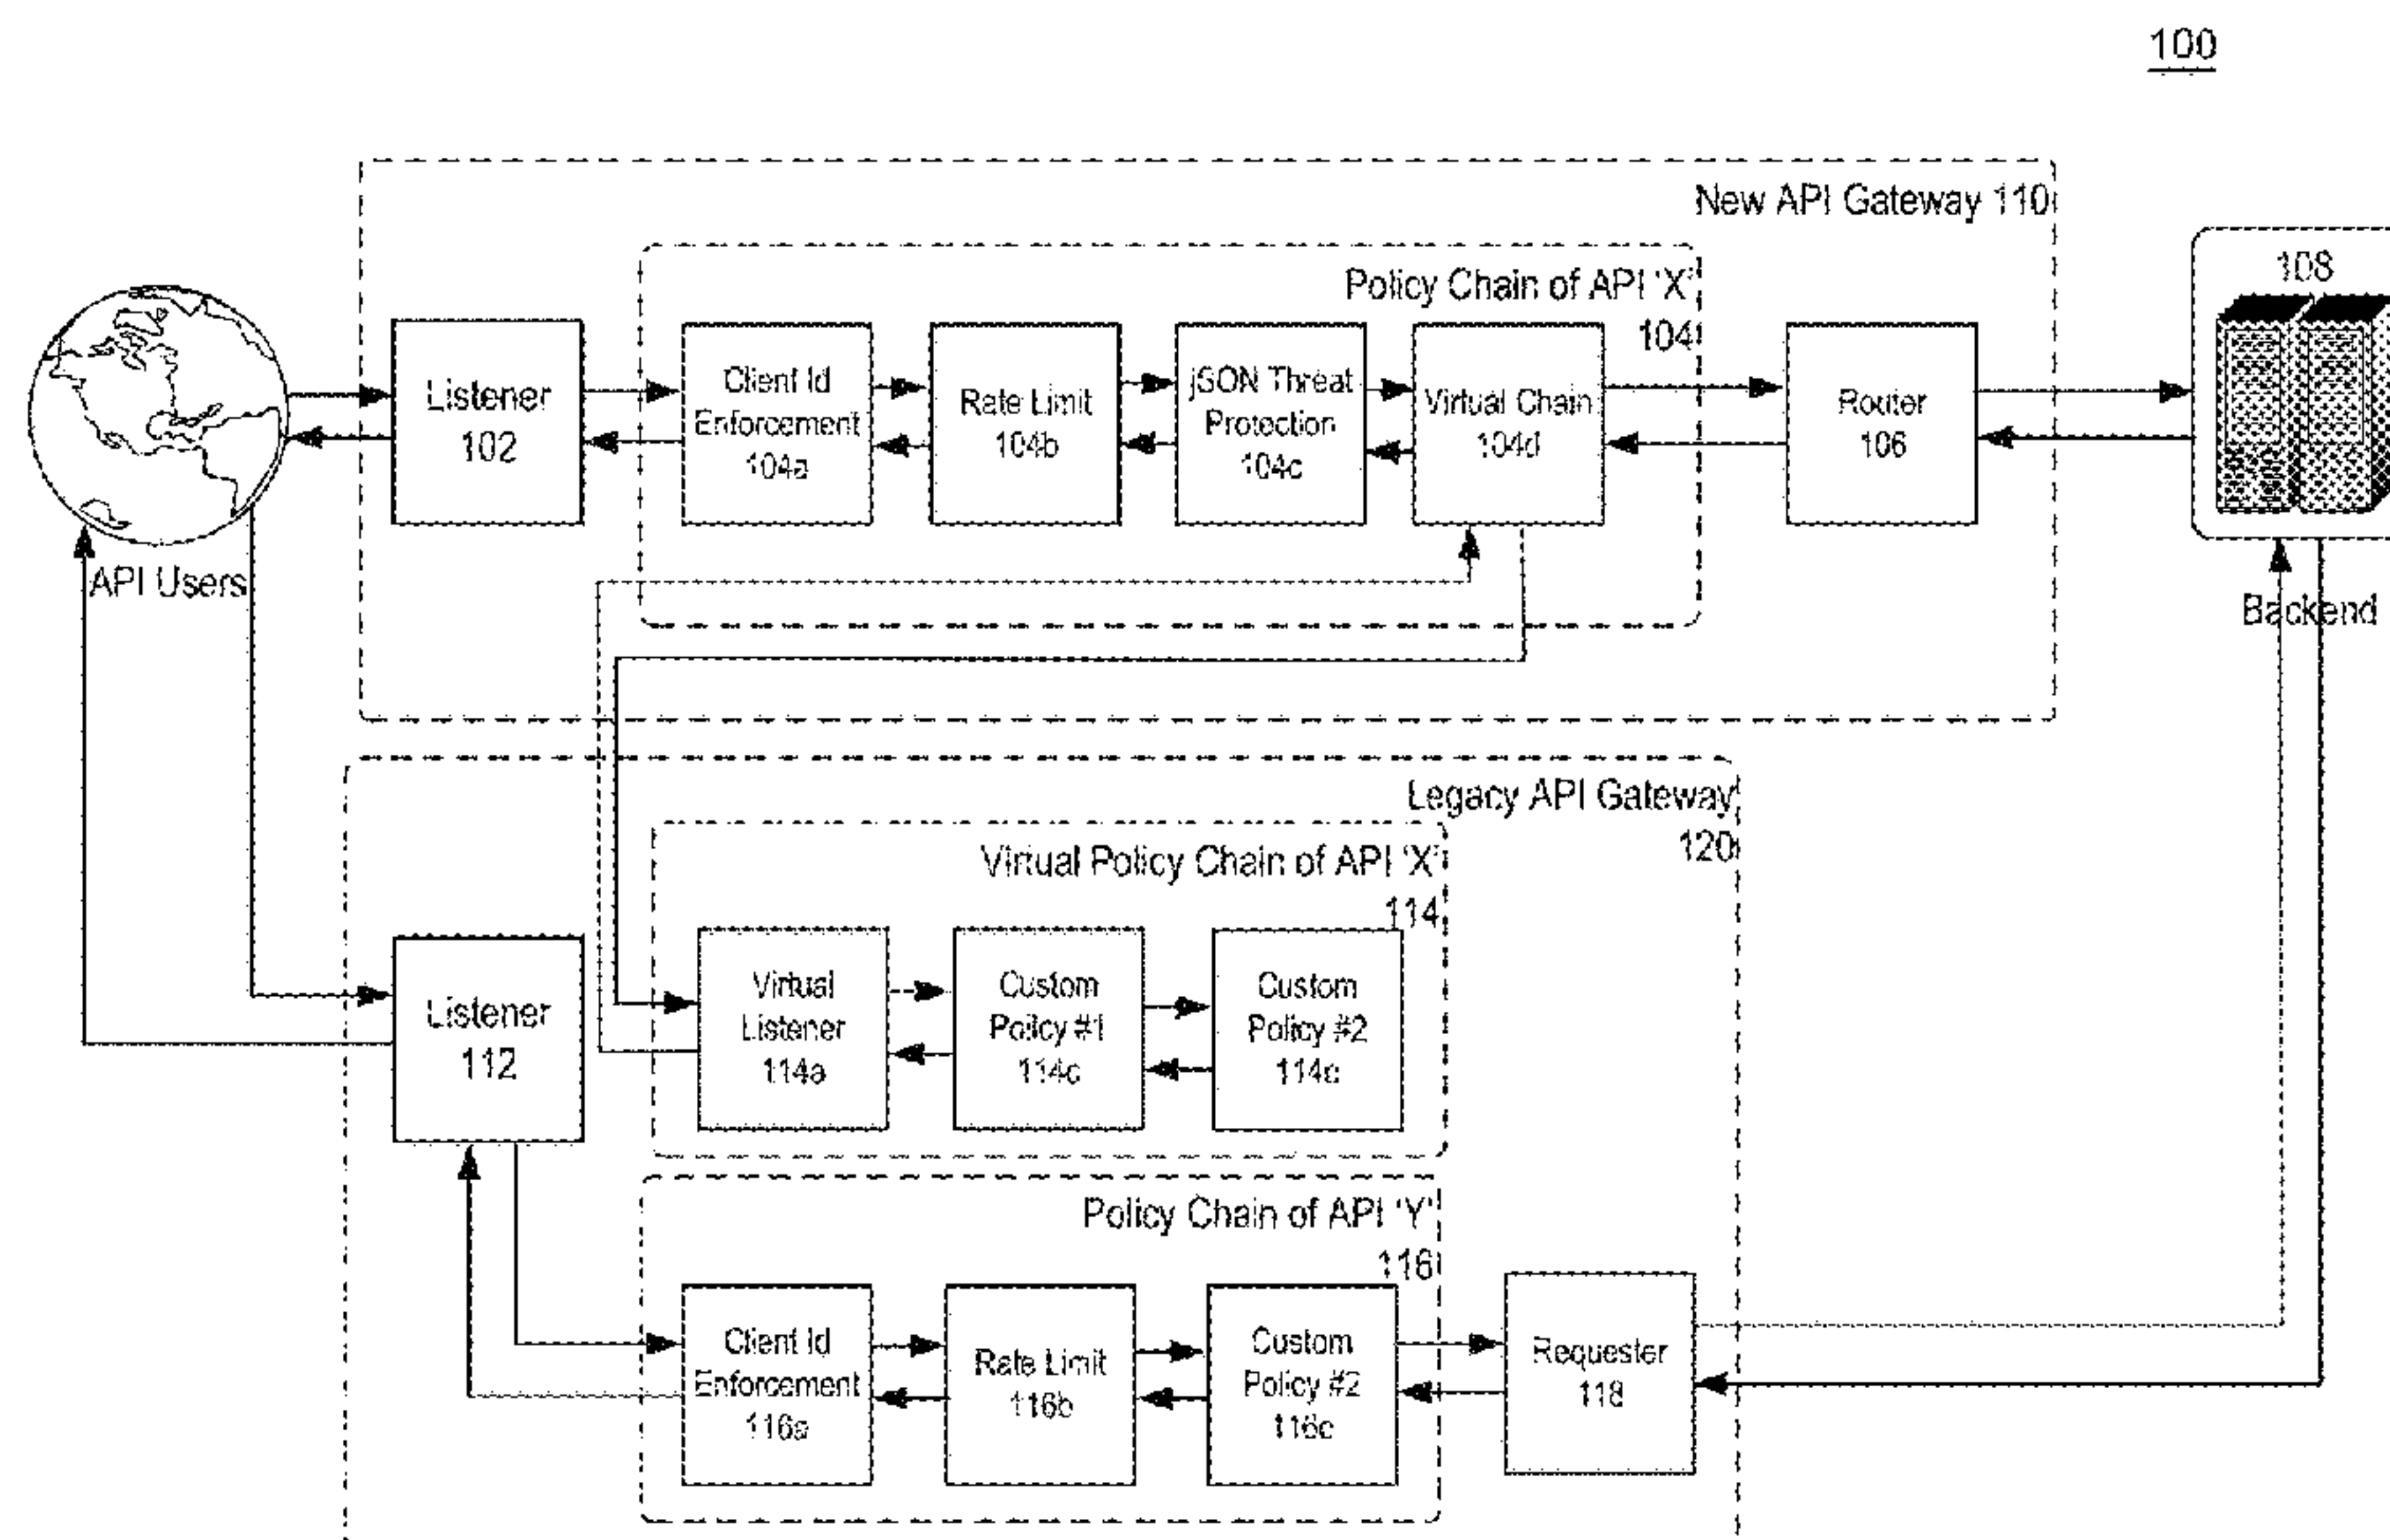 100
New API Gateway 110
Policy Chain of API 'X'
104
108
Listener
102
Client Id
Enforcement
104a
Rate Limit
104b
jSON Threat
Protection
104c
Virtual Chain
104d
Router
106
API Users
Backend
Legacy API Gateway
120
Virtual Policy Chain of API 'X'
114
Listener
112
Virtual
Listener
114a
Custom
Policy #1
114c
Custom
Policy #2
Policy Chain of API 'Y'
116
Client Id
Enforcement
116a
Rate Limit
116b
Custom
Policy #2
116c
Requester
118